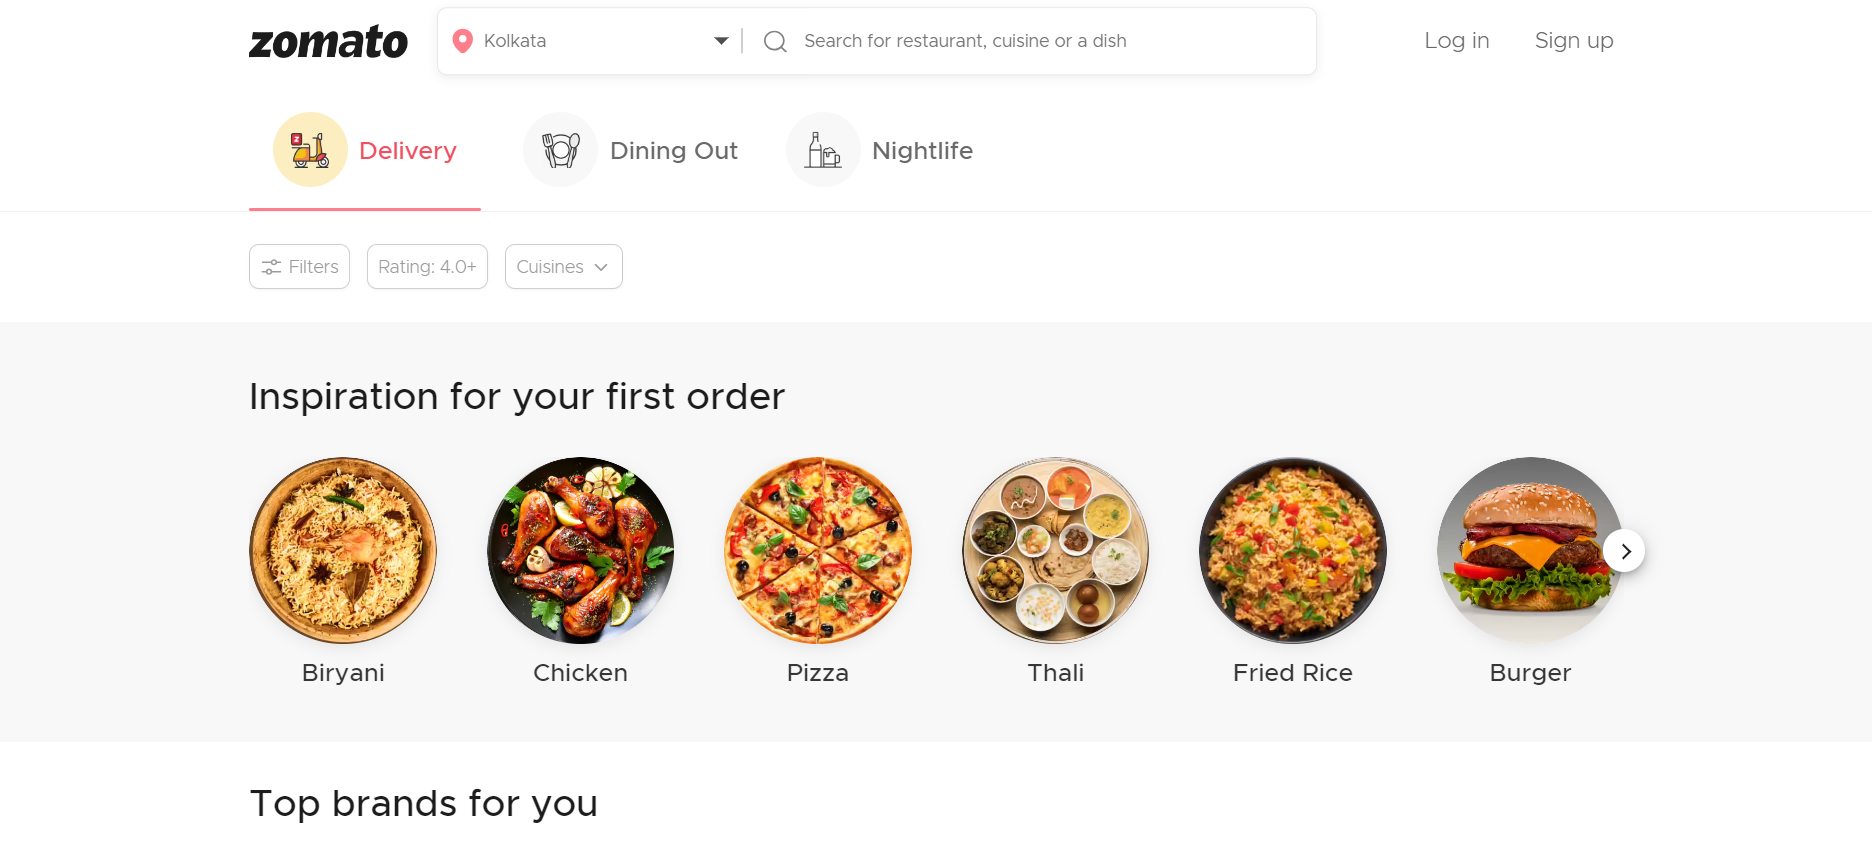 zomato
Kolkata
Search for restaurant, cuisine or a dish
Log in
Sign up
Delivery
Dining Out
Nightlife
Filters
Rating: 4.0+
Cuisines
Inspiration for your first order
Biryani
Chicken
Pizza
Thali
Fried Rice
Burger
Top brands for you